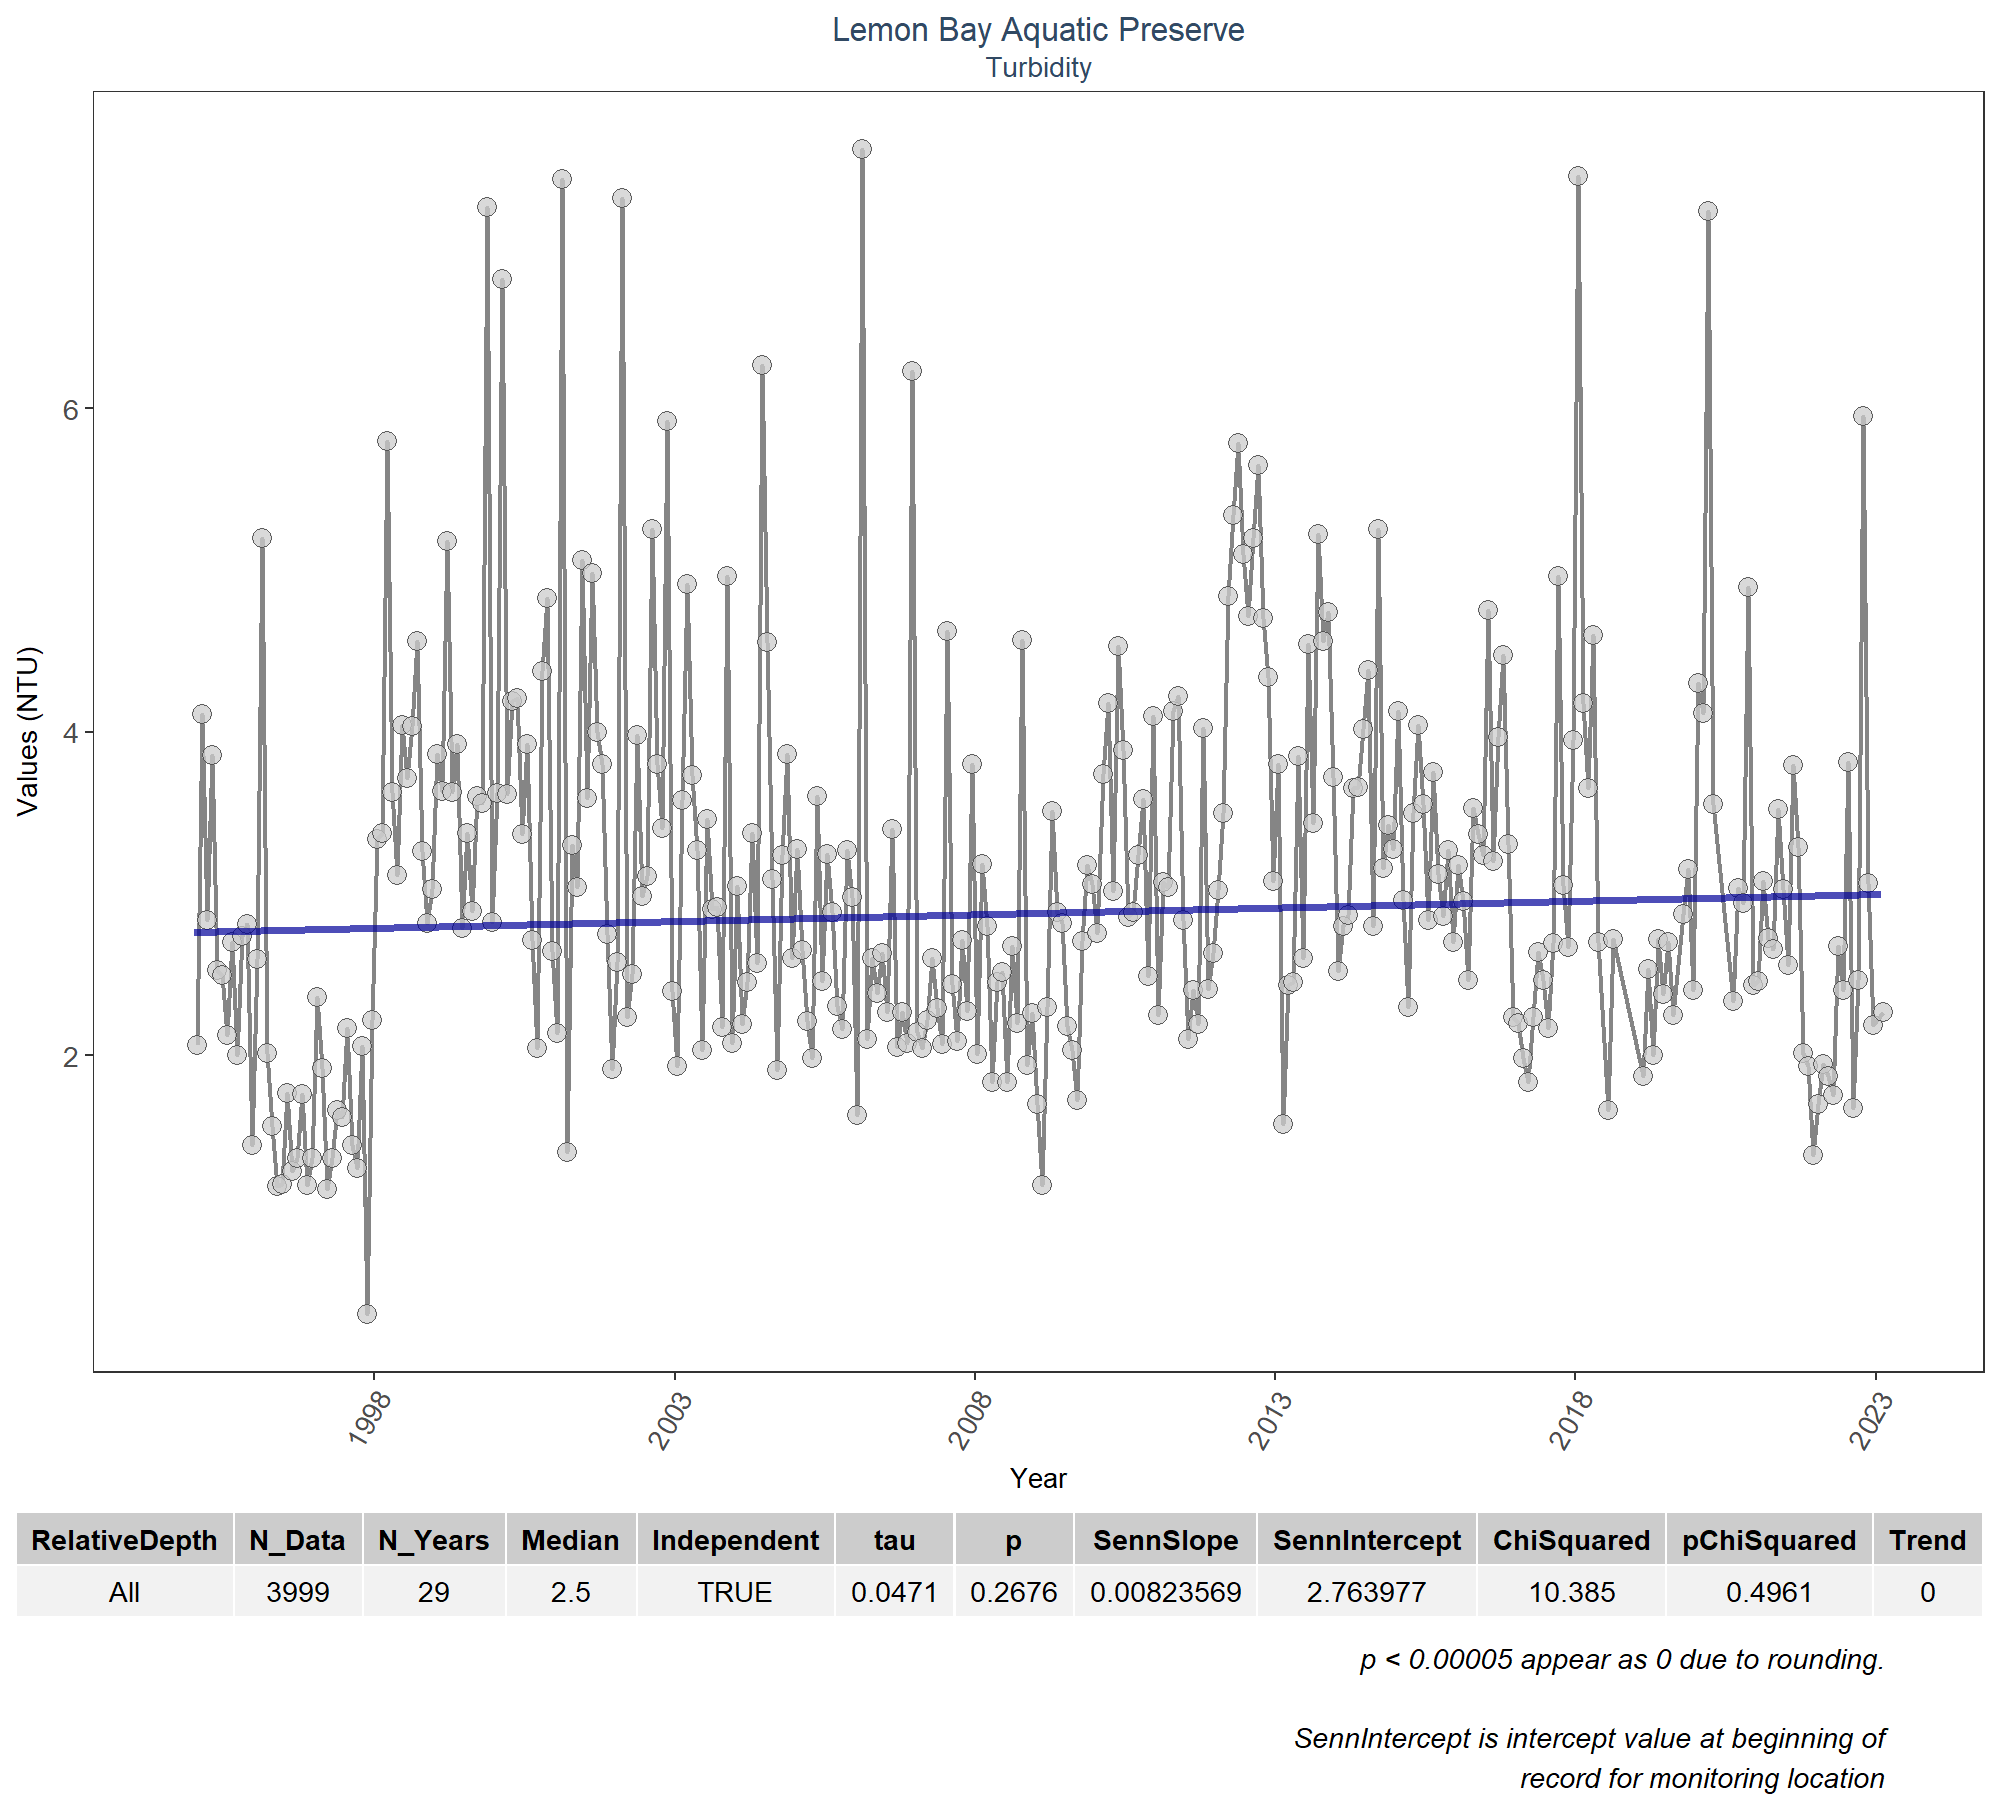 Lemon Bay Aquatic Preserve
Turbidity
Values (NTU)
6
4
2
1998
2003
2008
2013
2018
2023
Year
RelativeDepth N_Data N_Years Median Independent tau p SennSlope SennIntercept ChiSquared pChiSquared Trend
All 3999 29 2.5 TRUE 0.0471 0.2676 0.00823569 2.763977 10.385 0.4961 0
p < 0.00005 appear as 0 due to rounding.
SennIntercept is intercept value at beginning of
record for monitoring location